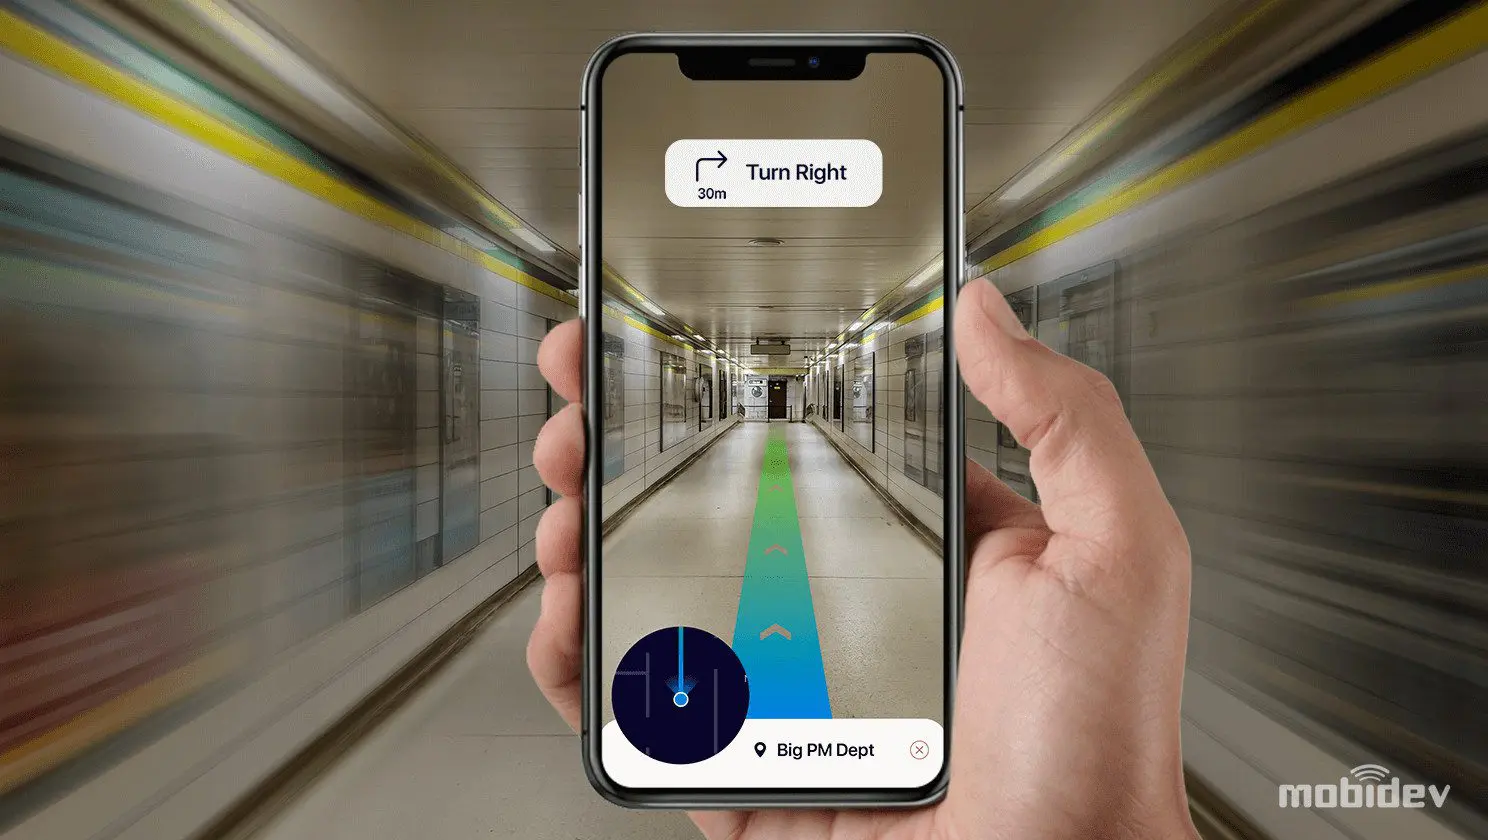 Turn Right
30m
Big PM Dept
mobidev